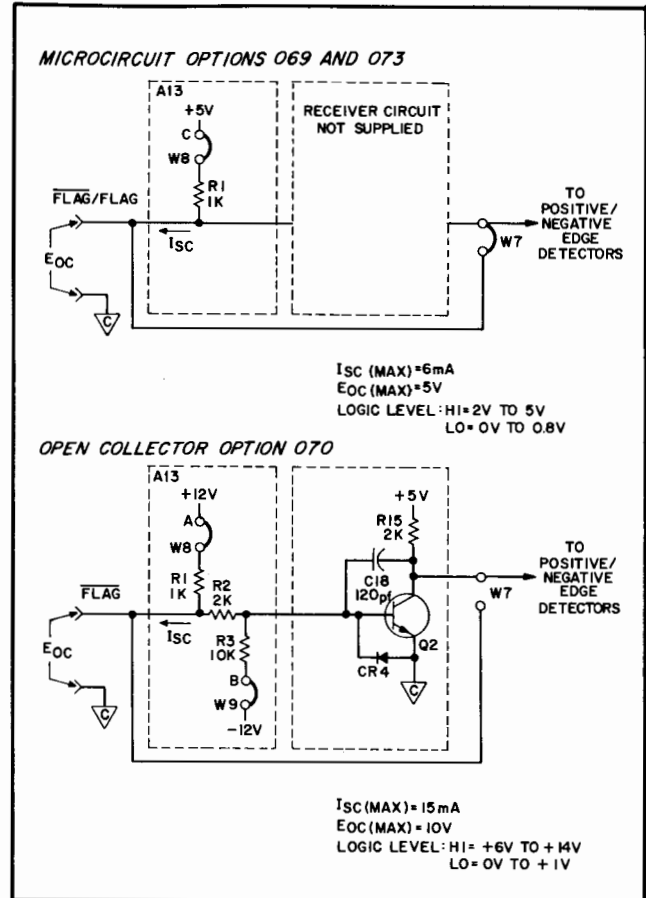 MICROCIRCUIT OPTIONS 069 AND 073
A13
+5V
C
W8
R1
1K
RECEIVER CIRCUIT
NOT SUPPLIED
FLAG/FLAG
ISC
EOC
C
W7
TO
POSITIVE/
NEGATIVE
EDGE
DETECTORS
ISC (MAX)=6mA
EOC(MAX)=5V
LOGIC LEVEL: HI=2V TO 5V
LO=0V TO 0.8V
OPEN COLLECTOR OPTION 070
A13
+12V
A
W8
R1
1K
R2
2K
FLAG
ISC
EOC
C
R3
10K
B
W9
-12V
+5V
R15
2K
C18
120pf
Q2
CR4
C
W7
TO
POSITIVE/
NEGATIVE
EDGE
DETECTORS
ISC(MAX)=15mA
EOC(MAX)=10V
LOGIC LEVEL: HI= +6V TO +14V
LO=0V TO +1V